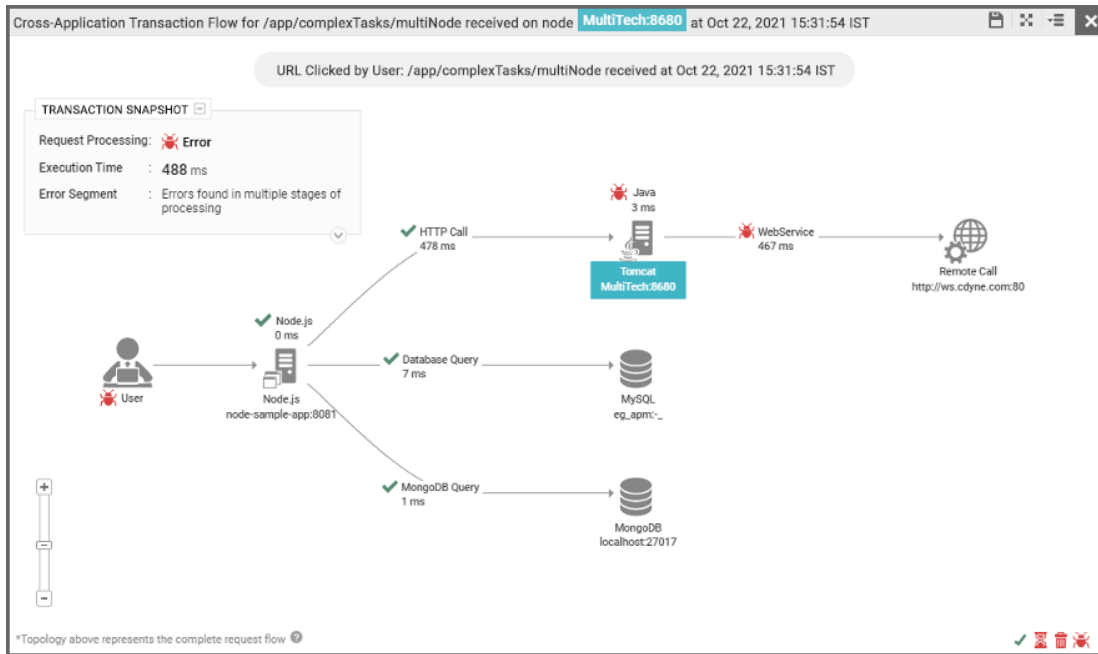 Cross-Application Transaction Flow for /app/complexTasks/multiNode received on node MultiTech:8680 at Oct 22, 2021 15:31:54 IST
URL Clicked by User: /app/complexTasks/multiNode received at Oct 22, 2021 15:31:54 IST
TRANSACTION SNAPSHOT
Request Processing: Error
Execution Time : 488 ms
Error Segment : Errors found in multiple stages of
processing
HTTP Call
478 ms
Java
3 ms
Tomcat
MultiTech:8680
WebService
467 ms
Remote Call
http://ws.cdyne.com:80
User
Node.js
0 ms
Node.js
node-sample-app:8081
Database Query
7 ms
MySQL
eg_apm:-_
MongoDB Query
1 ms
MongoDB
localhost:27017
*Topology above represents the complete request flow